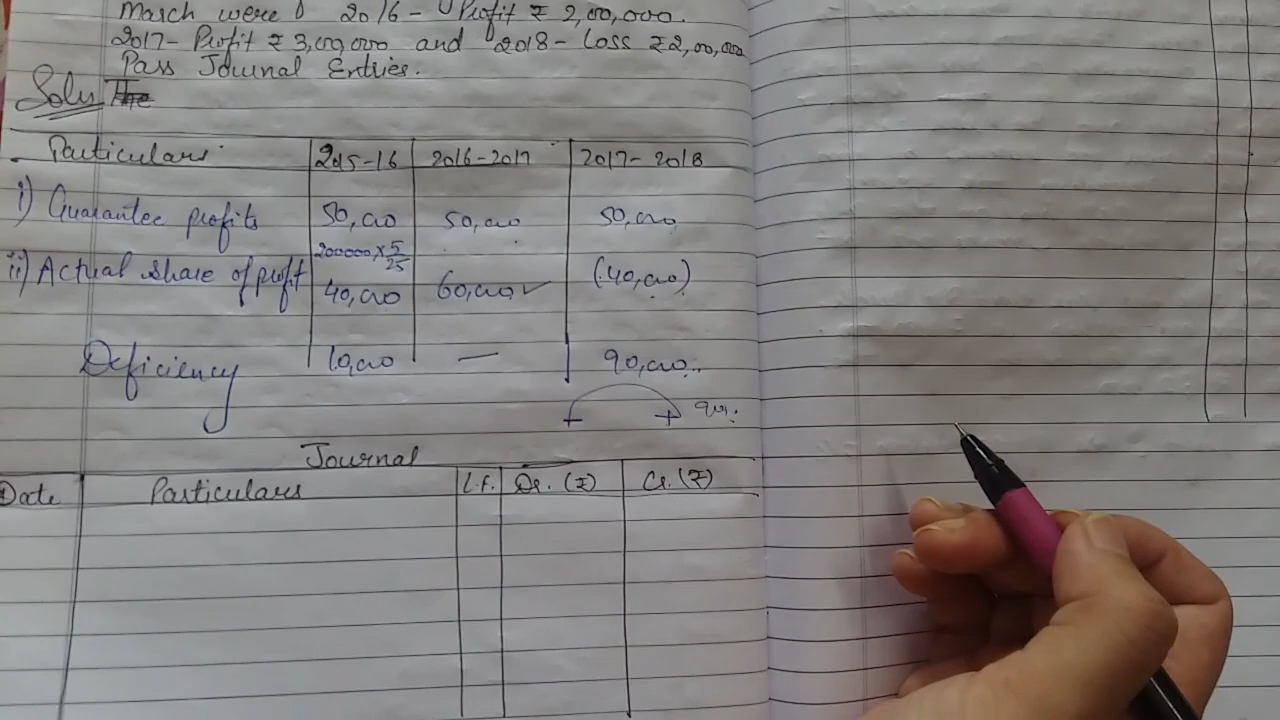 March were 2016 - Profit ₹ 2,00,000.
2017- Profit ₹ 3,00,000 and 2018 - Loss ₹2,00,000
Pass Journal Entries.
Solu The
Particulars 2015-16 2016-2017 2017-2018
i) Guarantee profits 50,000 50,000 50,000
200000 × 5/25
ii) Actual share of profit 40,000 60,000 ✓ (40,000)
Deficiency 10,000 — 90,000
+ +
Journal
Date Particulars L.F. Dr. (₹) Cr. (₹)